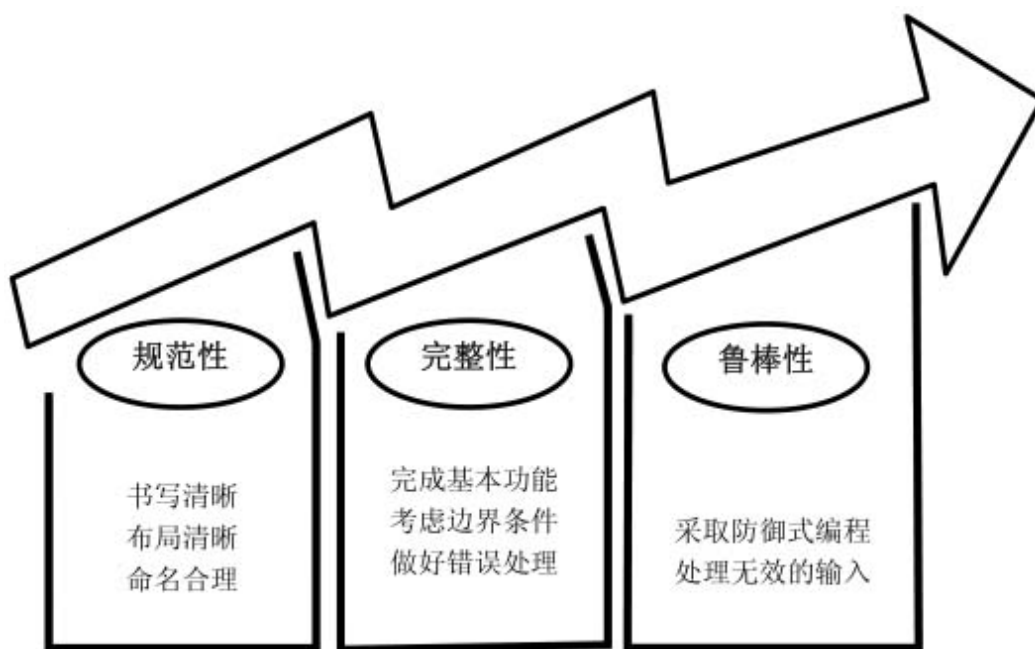 规范性
书写清晰
布局清晰
命名合理
完整性
完成基本功能
考虑边界条件
做好错误处理
鲁棒性
采取防御式编程
处理无效的输入